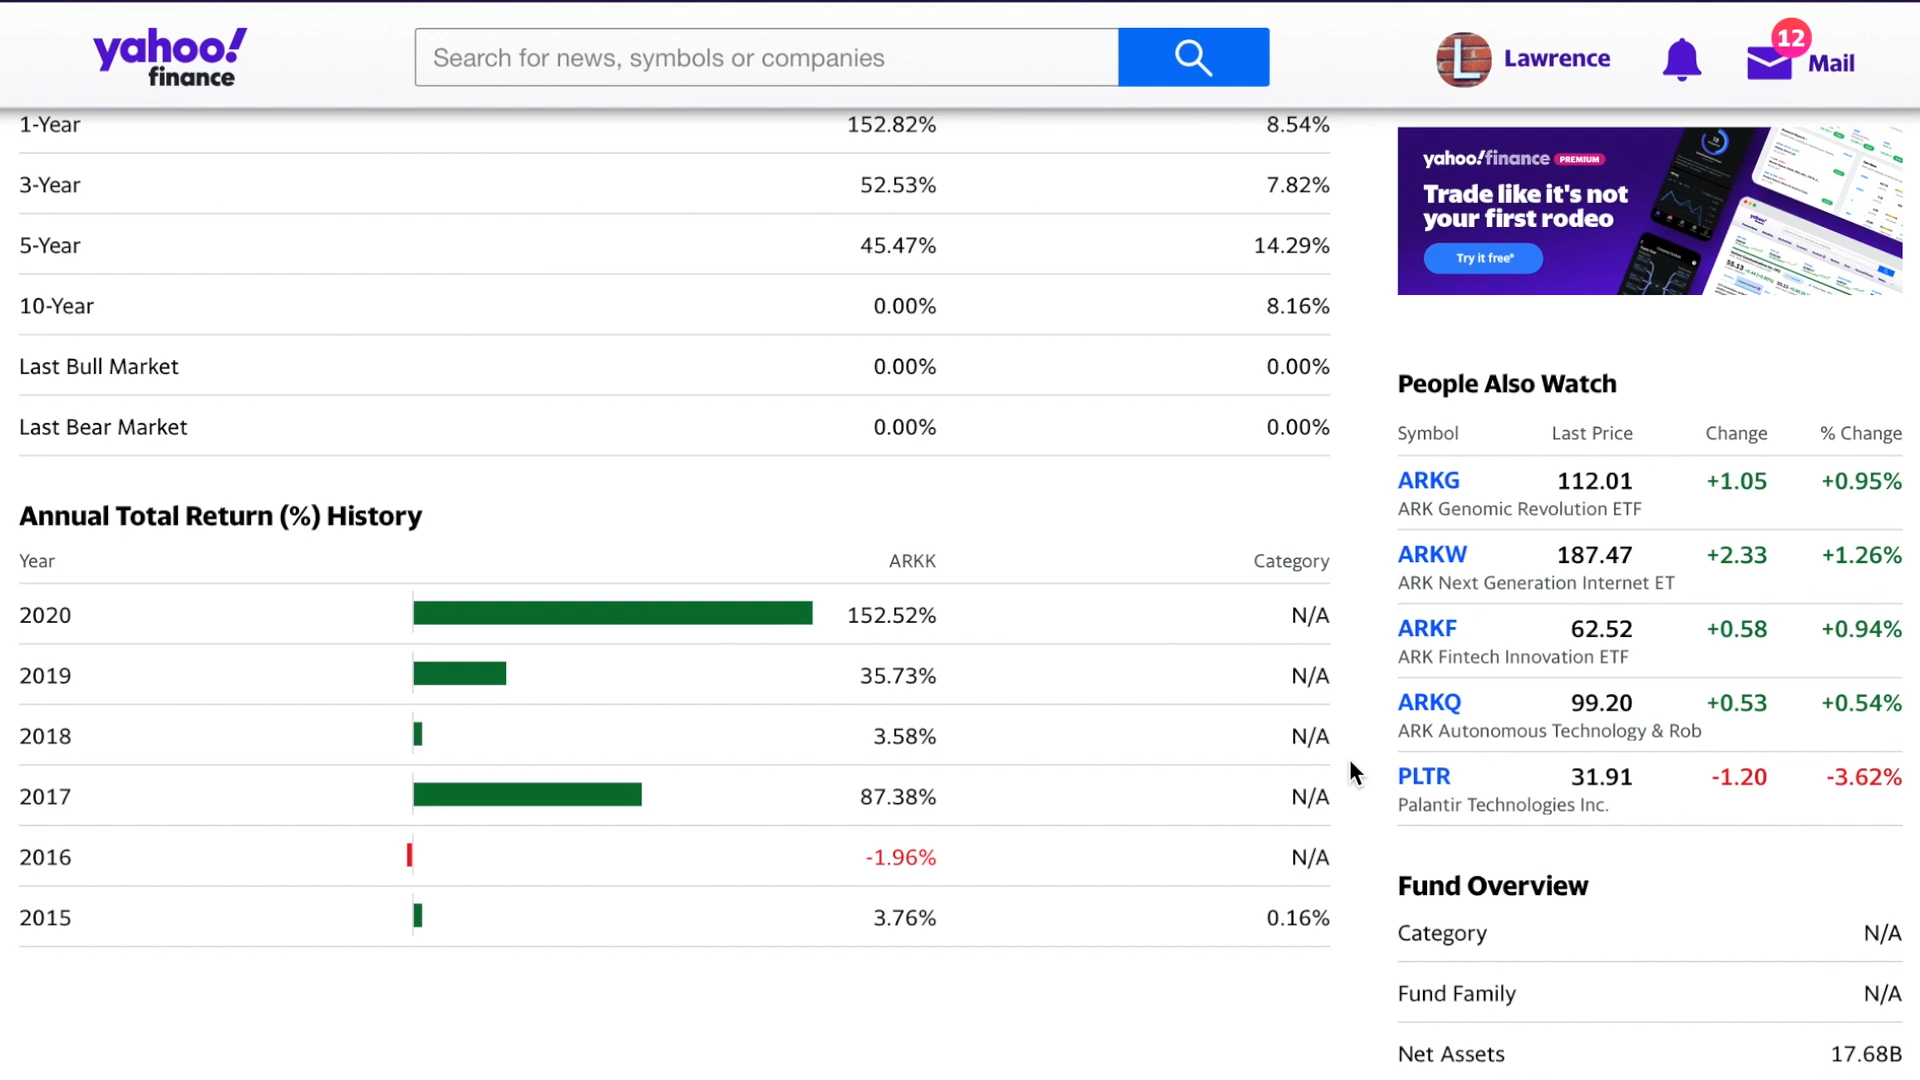 yahoo!
finance
Search for news, symbols or companies
L
Lawrence
12
Mail
1-Year 152.82% 8.54%
3-Year 52.53% 7.82%
5-Year 45.47% 14.29%
10-Year 0.00% 8.16%
Last Bull Market 0.00% 0.00%
Last Bear Market 0.00% 0.00%
Annual Total Return (%) History
Year ARKK Category
2020 152.52% N/A
2019 35.73% N/A
2018 3.58% N/A
2017 87.38% N/A
2016 -1.96% N/A
2015 3.76% 0.16%
yahoo!finance PREMIUM
Trade like it's not
your first rodeo
Try it free*
People Also Watch
Symbol Last Price Change % Change
ARKG 112.01 +1.05 +0.95%
ARK Genomic Revolution ETF
ARKW 187.47 +2.33 +1.26%
ARK Next Generation Internet ET
ARKF 62.52 +0.58 +0.94%
ARK Fintech Innovation ETF
ARKQ 99.20 +0.53 +0.54%
ARK Autonomous Technology & Rob
PLTR 31.91 -1.20 -3.62%
Palantir Technologies Inc.
Fund Overview
Category N/A
Fund Family N/A
Net Assets 17.68B